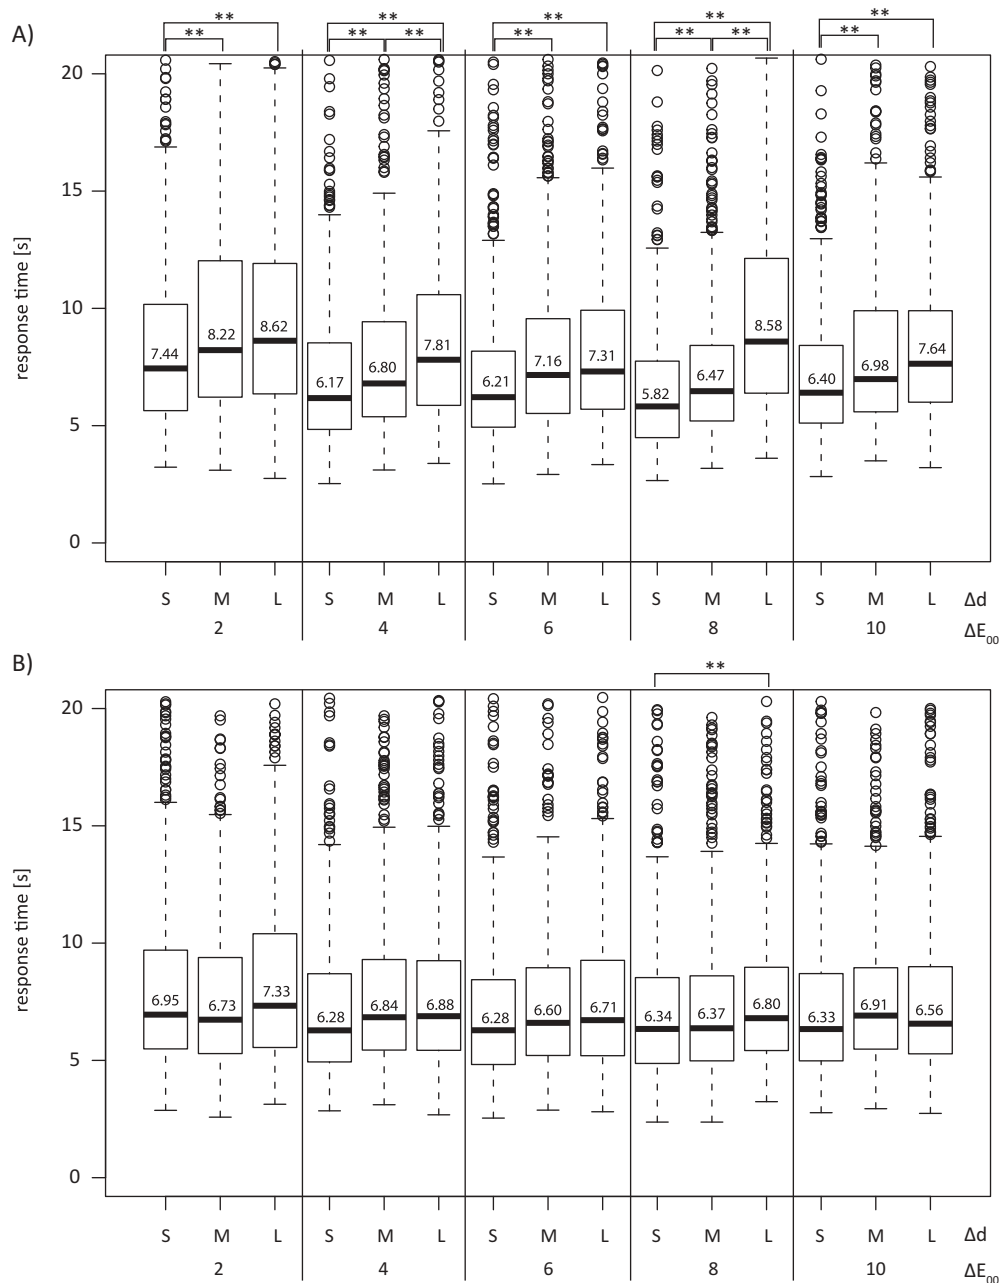 A)
** ** ** ** **
** ** ** ** ** ** **
20
15
10
5
0
response time [s]
7.44 8.22 8.62 6.17 6.80 7.81 6.21 7.16 7.31 5.82 6.47 8.58 6.40 6.98 7.64
S M L S M L S M L S M L S M L Δd
2 4 6 8 10 ΔE00
B)
**
20
15
10
5
0
response time [s]
6.95 6.73 7.33 6.28 6.84 6.88 6.28 6.60 6.71 6.34 6.37 6.80 6.33 6.91 6.56
S M L S M L S M L S M L S M L Δd
2 4 6 8 10 ΔE00